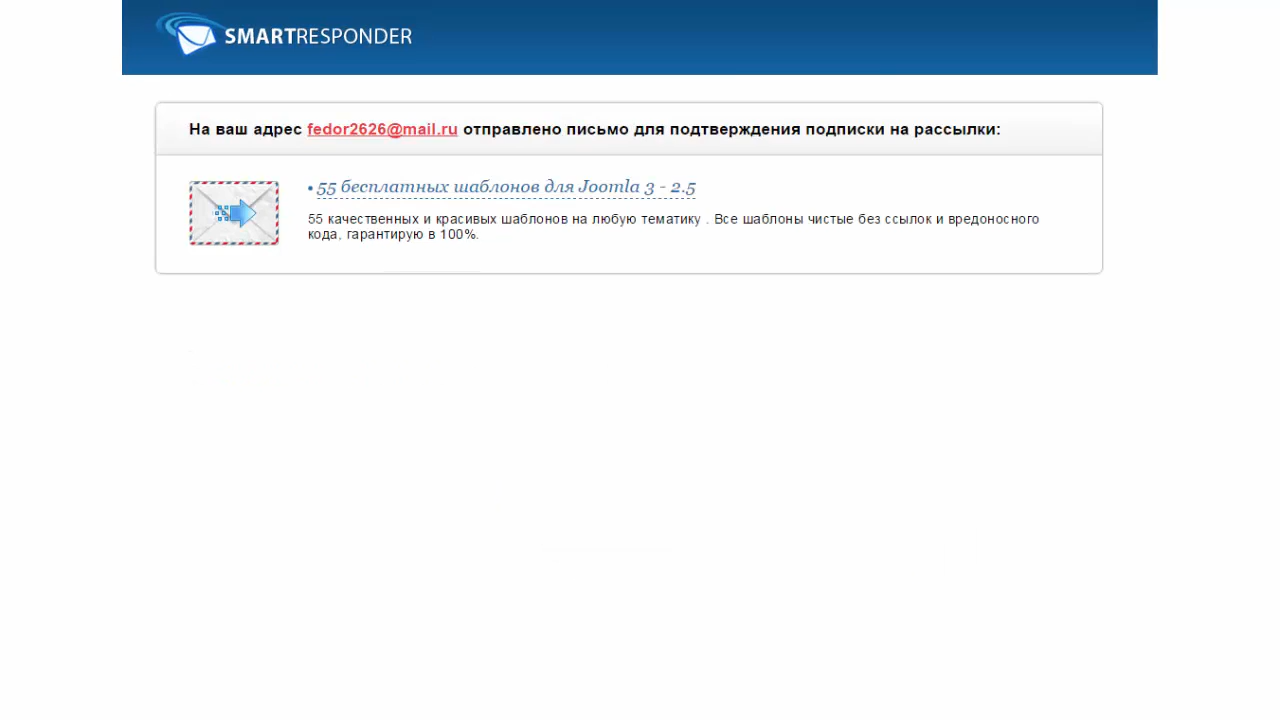 SMARTRESPONDER
На ваш адрес fedor2626@mail.ru отправлено письмо для подтверждения подписки на рассылки:
• 55 бесплатных шаблонов для Joomla 3 - 2.5
55 качественных и красивых шаблонов на любую тематику . Все шаблоны чистые без ссылок и вредоносного
кода, гарантирую в 100%.